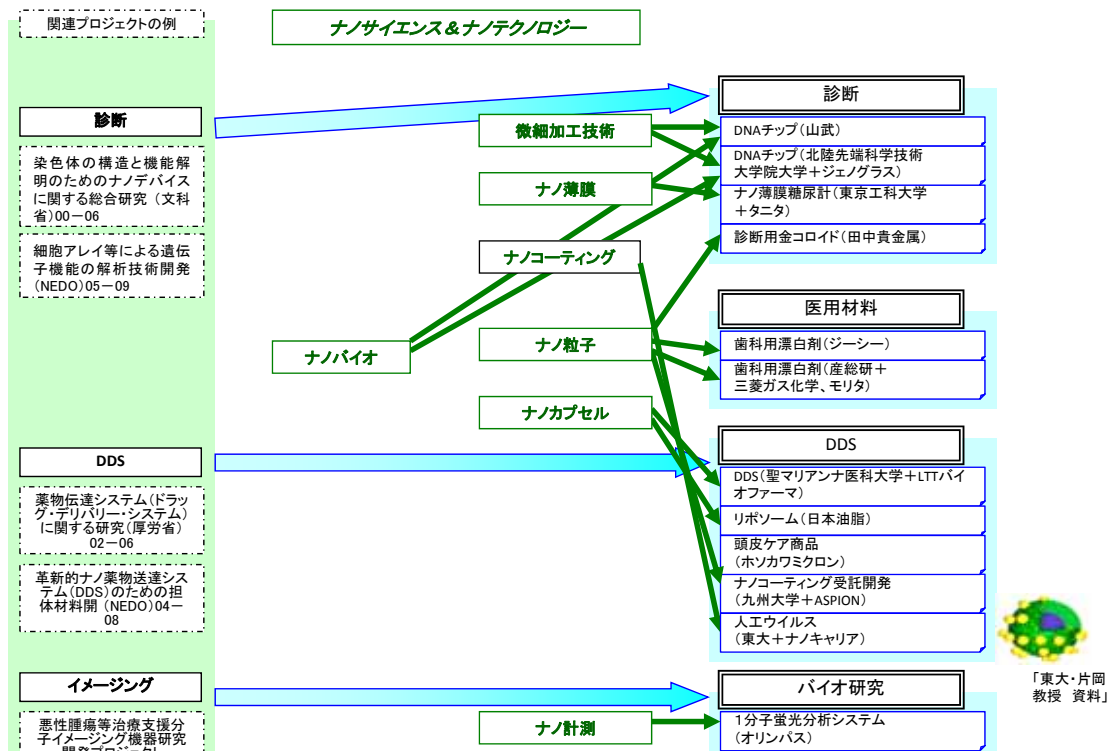 関連プロジェクトの例
ナノサイエンス&ナノテクノロジー
診断
染色体の構造と機能解
明のためのナノデバイス
に関する総合研究 (文科
省)00-06
細胞アレイ等による遺伝
子機能の解析技術開発
(NEDO)05-09
DDS
薬物伝達システム(ドラッ
グ・デリバリー・システム)
に関する研究(厚労省)
02-06
革新的ナノ薬物送達シス
テム(DDS)のための担
体材料開 (NEDO)04-
08
イメージング
悪性腫瘍等治療支援分
子イメージング機器研究
開発プロジェクト
ナノバイオ
微細加工技術
ナノ薄膜
ナノコーティング
ナノ粒子
ナノカプセル
ナノ計測
診断
DNAチップ(山武)
DNAチップ(北陸先端科学技術
大学院大学+ジェノグラス)
ナノ薄膜糖尿計(東京工科大学
+タニタ)
診断用金コロイド(田中貴金属)
医用材料
歯科用漂白剤(ジーシー)
歯科用漂白剤(産総研+
三菱ガス化学、モリタ)
DDS
DDS(聖マリアンナ医科大学+LTTバイ
オファーマ)
リポソーム(日本油脂)
頭皮ケア商品
(ホソカワミクロン)
ナノコーティング受託開発
(九州大学+ASPION)
人工ウイルス
(東大+ナノキャリア)
バイオ研究
1分子蛍光分析システム
(オリンパス)
「東大・片岡
教授 資料」